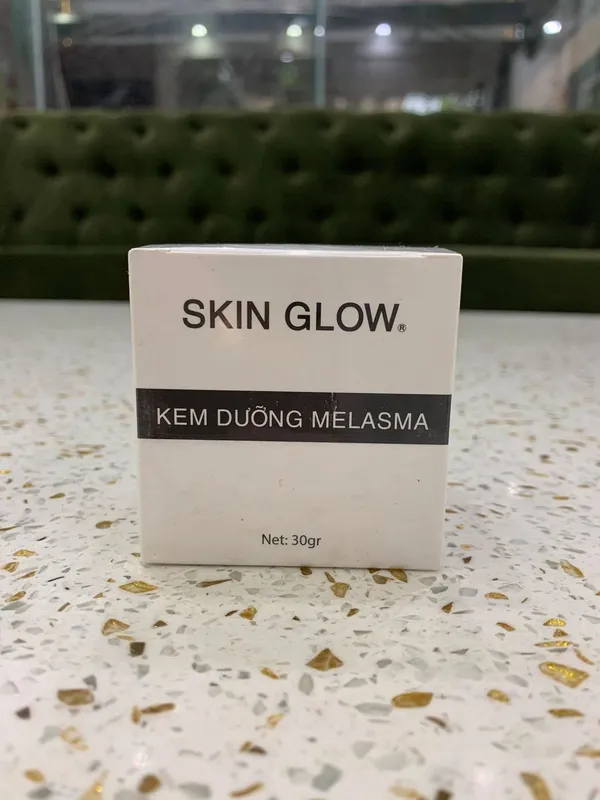 SKIN GLOW®
KEM DƯỠNG MELASMA
Net: 30gr